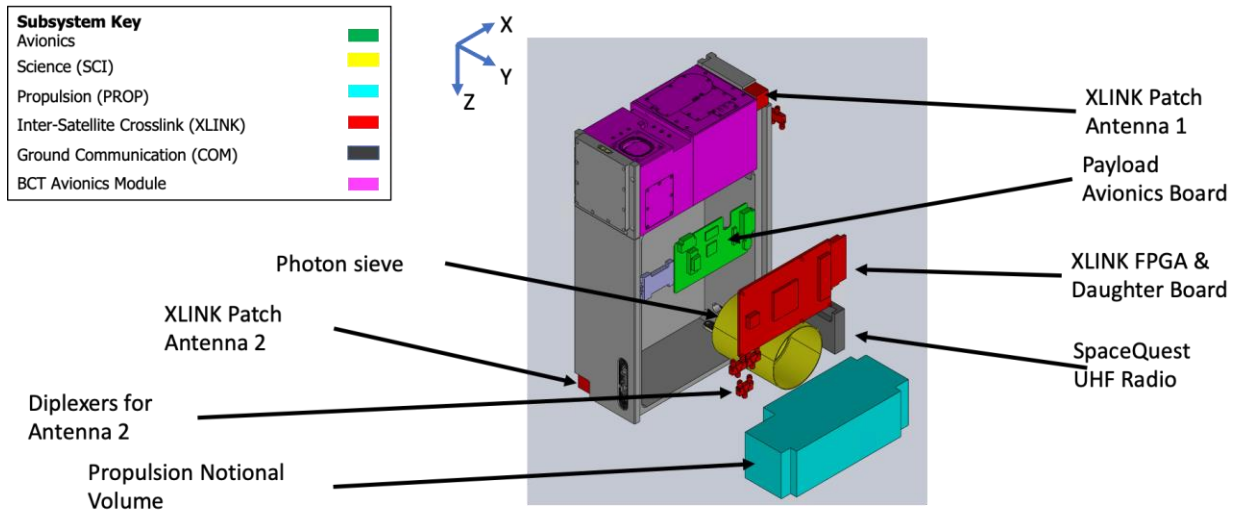 Subsystem Key
Avionics
Science (SCI)
Propulsion (PROP)
Inter-Satellite Crosslink (XLINK)
Ground Communication (COM)
BCT Avionics Module
X
Y
Z
XLINK Patch
Antenna 1
Payload
Avionics Board
XLINK FPGA &
Daughter Board
SpaceQuest
UHF Radio
Photon sieve
XLINK Patch
Antenna 2
Diplexers for
Antenna 2
Propulsion Notional
Volume